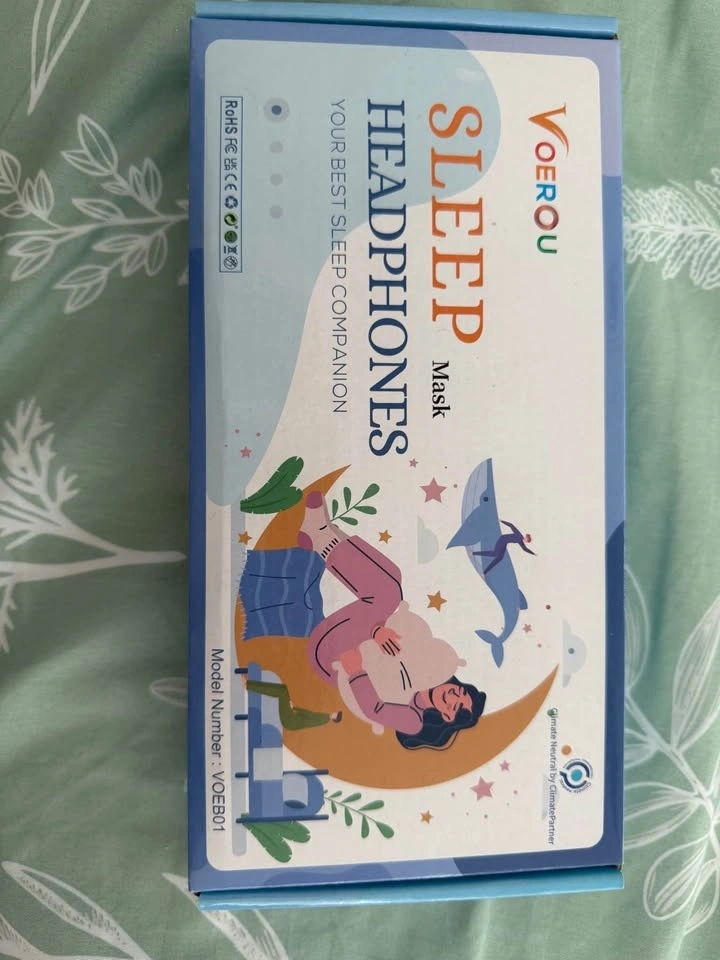 VOEROU
SLEEP Mask
HEADPHONES
YOUR BEST SLEEP COMPANION
RoHS FC UK CA CE
Climate Neutral by ClimatePartner
Model Number : VOEB01